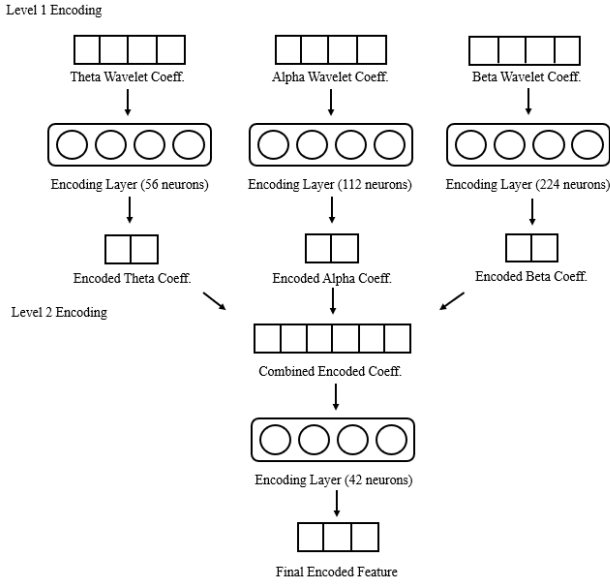 Level 1 Encoding
Theta Wavelet Coeff.
Alpha Wavelet Coeff.
Beta Wavelet Coeff.
Encoding Layer (56 neurons)
Encoding Layer (112 neurons)
Encoding Layer (224 neurons)
Encoded Theta Coeff.
Encoded Alpha Coeff.
Encoded Beta Coeff.
Level 2 Encoding
Combined Encoded Coeff.
Encoding Layer (42 neurons)
Final Encoded Feature